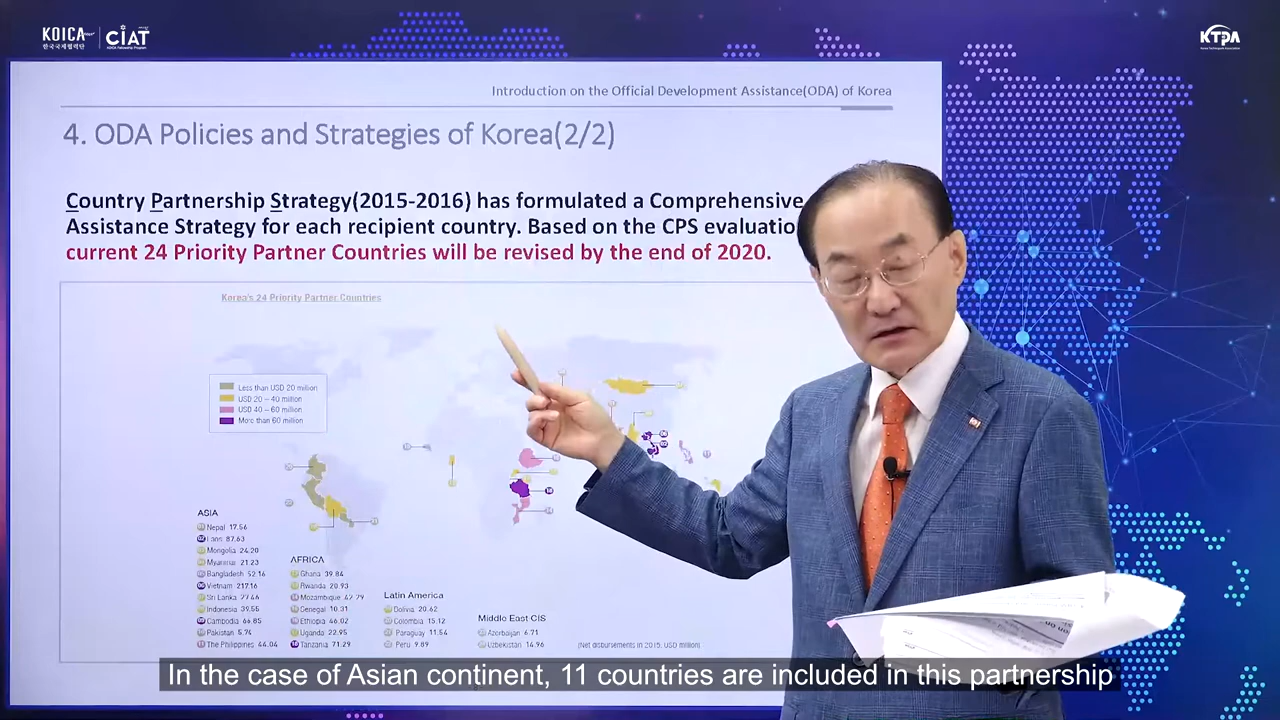 KOICA
한국국제협력단
CIAT
KOICA Fellowship Program
KTPA
Korea Technopark Association
Introduction on the Official Development Assistance(ODA) of Korea
4. ODA Policies and Strategies of Korea(2/2)
Country Partnership Strategy(2015-2016) has formulated a Comprehensive
Assistance Strategy for each recipient country. Based on the CPS
current 24 Priority Partner Countries will be revised by the end of 2020.
Korea's 24 Priority Partner Countries
Less than USD 20 million
USD 20 – 40 million
USD 40 – 60 million
More than 60 million
ASIA
Nepal 17.56
Laos 87.63
Mongolia 24.20
Myanmar 21.23
Bangladesh 52.16
Vietnam 217.16
Sri Lanka 27.46
Indonesia 39.55
Cambodia 66.85
Pakistan 5.74
The Philippines 44.04
AFRICA
Ghana 39.84
Rwanda 20.93
Mozambique 42.79
Senegal 10.31
Ethiopia 46.02
Uganda 22.95
Tanzania 71.29
Latin America
Bolivia 20.62
Colombia 15.12
Paraguay 11.54
Peru 9.89
Middle East CIS
Azerbaijan 6.71
Uzbekistan 14.96
(Net disbursements in 2015, USD million)
In the case of Asian continent, 11 countries are included in this partnership